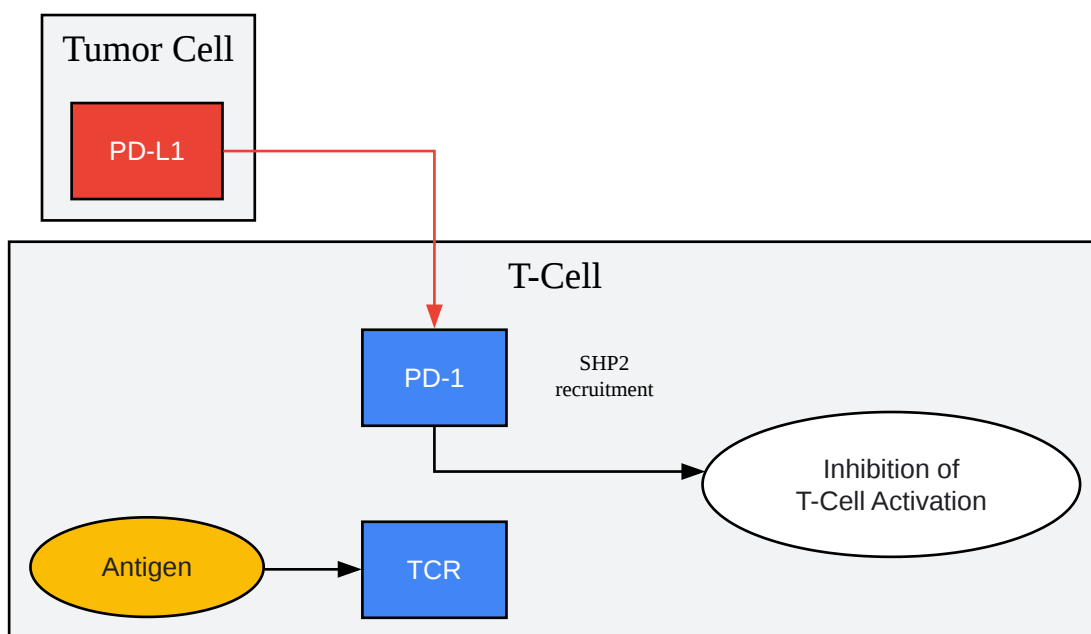 Tumor Cell
PD-L1
T-Cell
PD-1
SHP2
recruitment
Inhibition of
T-Cell Activation
Antigen
TCR